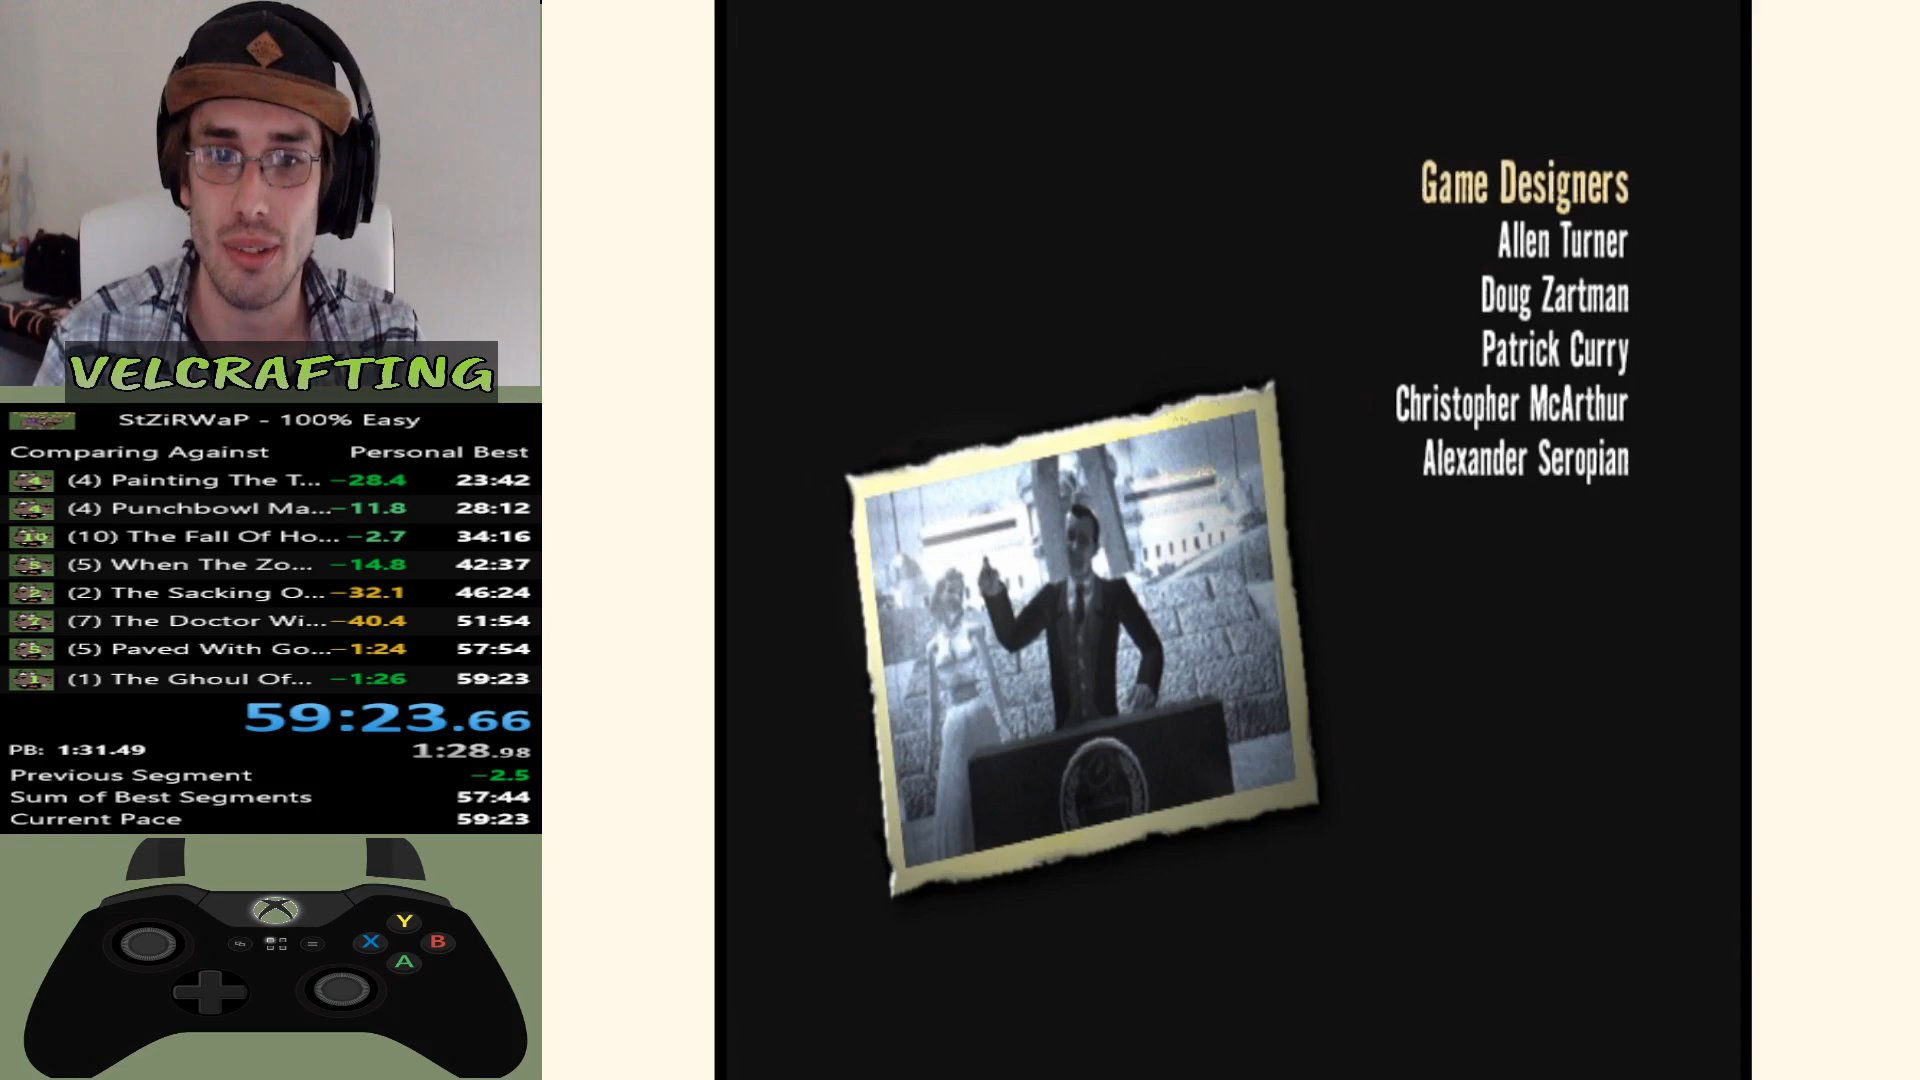 VELCRAFTING
StZiRWaP - 100% Easy
Comparing Against Personal Best
(4) Painting The T... −28.4 23:42
(4) Punchbowl Ma... −11.8 28:12
(10) The Fall Of Ho... −2.7 34:16
(5) When The Zo... −14.8 42:37
(2) The Sacking O... −32.1 46:24
(7) The Doctor Wi... −40.4 51:54
(5) Paved With Go... −1:24 57:54
(1) The Ghoul Of... −1:26 59:23
59:23.66
PB: 1:31.49 1:28.98
Previous Segment −2.5
Sum of Best Segments 57:44
Current Pace 59:23
Y
X B
A
Game Designers
Allen Turner
Doug Zartman
Patrick Curry
Christopher McArthur
Alexander Seropian